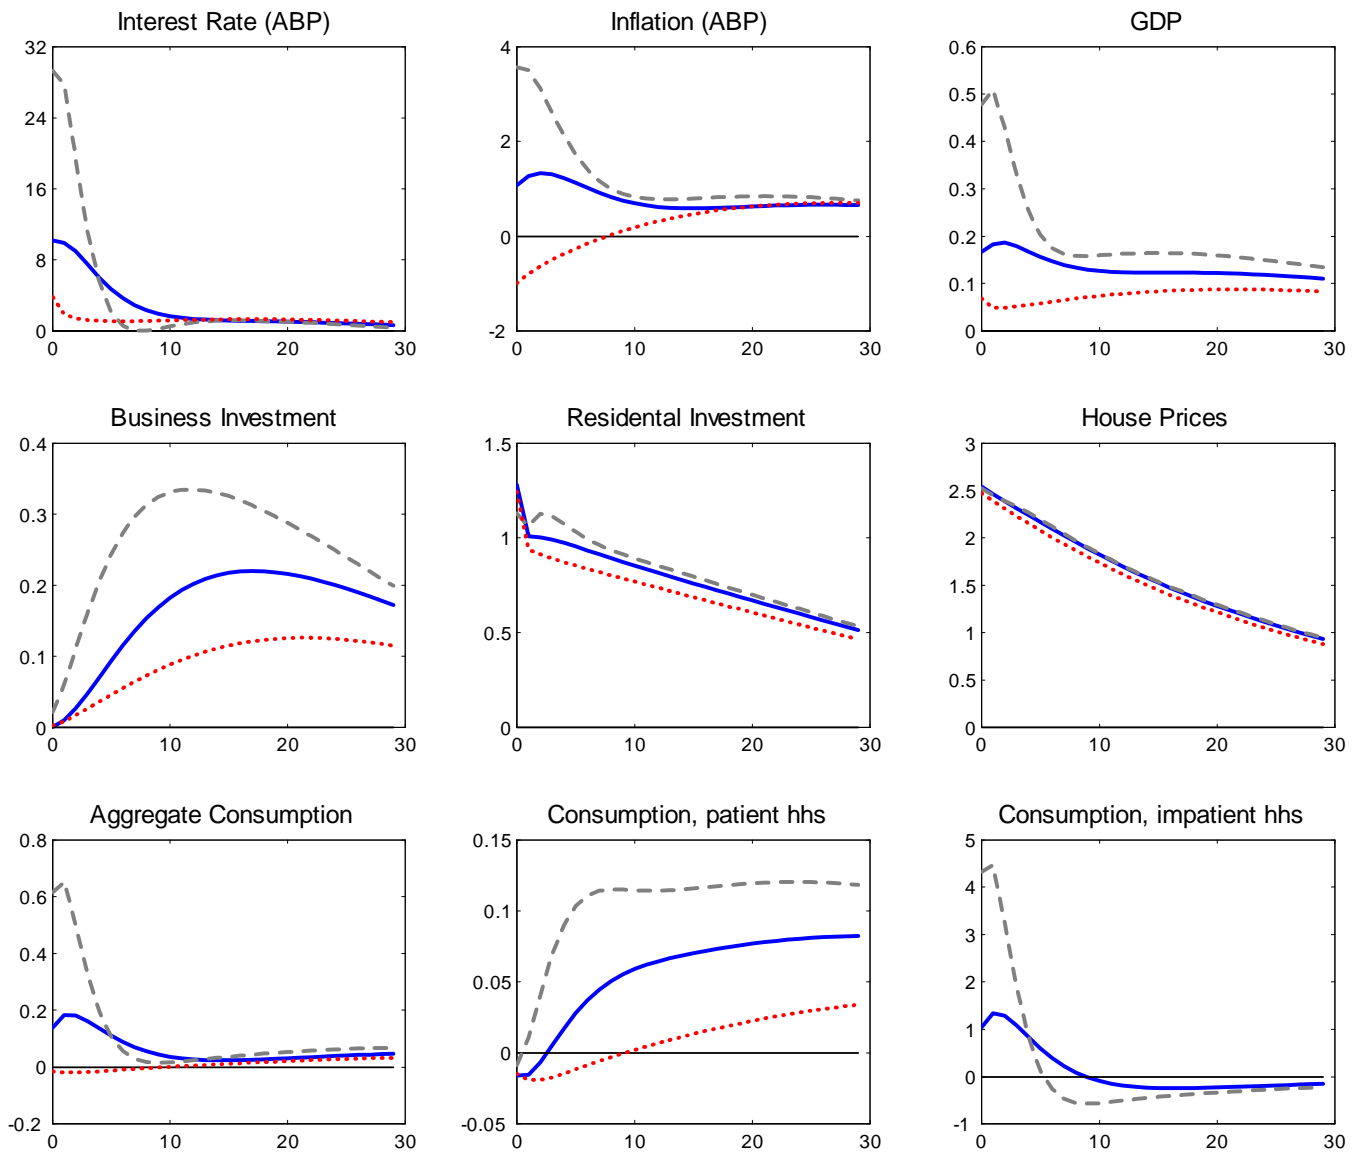 Interest Rate (ABP)
Inflation (ABP)
GDP
32
24
16
8
0
0 10 20 30
4
2
0
-2
0 10 20 30
0.6
0.5
0.4
0.3
0.2
0.1
0
0 10 20 30
Business Investment
Residental Investment
House Prices
0.4
0.3
0.2
0.1
0
0 10 20 30
1.5
1
0.5
0
0 10 20 30
3
2.5
2
1.5
1
0.5
0
0 10 20 30
Aggregate Consumption
Consumption, patient hhs
Consumption, impatient hhs
0.8
0.6
0.4
0.2
0
-0.2
0 10 20 30
0.15
0.1
0.05
0
-0.05
0 10 20 30
5
4
3
2
1
0
-1
0 10 20 30